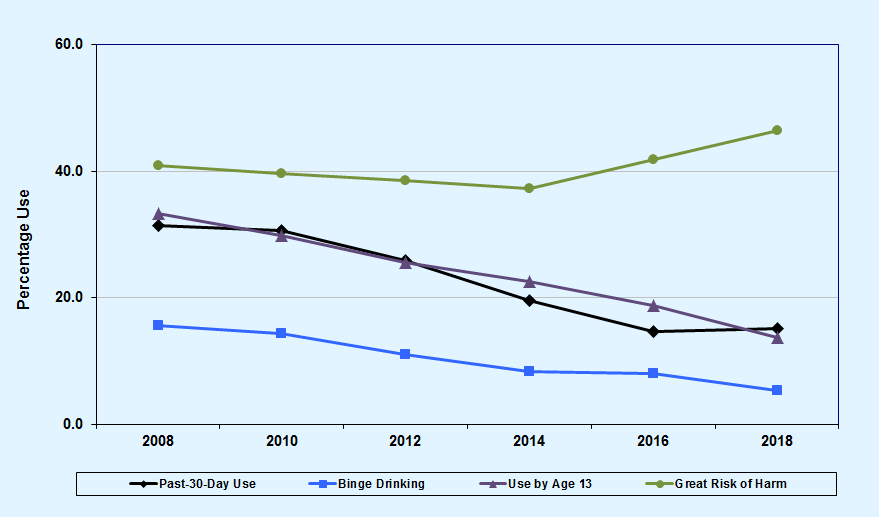 60.0
40.0
20.0
0.0
Percentage Use
2008 2010 2012 2014 2016 2018
Past-30-Day Use Binge Drinking Use by Age 13 Great Risk of Harm